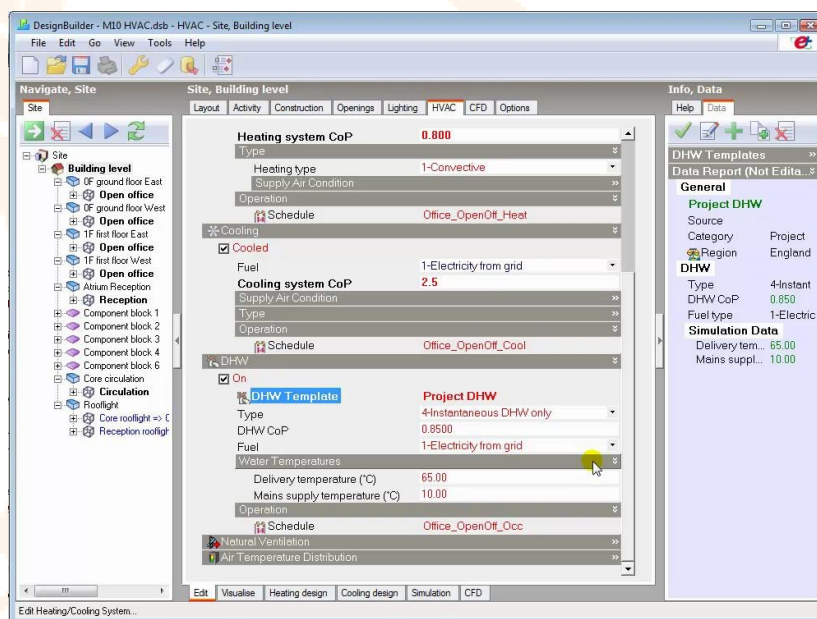 DesignBuilder - M10 HVAC.dsb - HVAC - Site, Building level
File Edit Go View Tools Help
Navigate, Site
Site
Site
Building level
0F ground floor East
Open office
0F ground floor West
Open office
1F first floor East
Open office
1F first floor West
Open office
Atrium Reception
Reception
Component block 1
Component block 2
Component block 3
Component block 4
Component block 6
Core circulation
Circulation
Rooflight
Core rooflight => C
Reception roofligh
Site, Building level
Layout Activity Construction Openings Lighting HVAC CFD Options
Heating system CoP 0.800
Type
Heating type 1-Convective
Supply Air Condition
Operation
Schedule Office_OpenOff_Heat
Cooling
Cooled
Fuel 1-Electricity from grid
Cooling system CoP 2.5
Supply Air Condition
Type
Operation
Schedule Office_OpenOff_Cool
DHW
On
DHW Template Project DHW
Type 4-Instantaneous DHW only
DHW CoP 0.8500
Fuel 1-Electricity from grid
Water Temperatures
Delivery temperature (°C) 65.00
Mains supply temperature (°C) 10.00
Operation
Schedule Office_OpenOff_Occ
Natural Ventilation
Air Temperature Distribution
Edit Visualise Heating design Cooling design Simulation CFD
Info, Data
Help Data
DHW Templates
Data Report (Not Edita...
General
Project DHW
Source
Category Project
Region England
DHW
Type 4-Instant
DHW CoP 0.850
Fuel type 1-Electric
Simulation Data
Delivery tem... 65.00
Mains suppl... 10.00
Edit Heating/Cooling System...